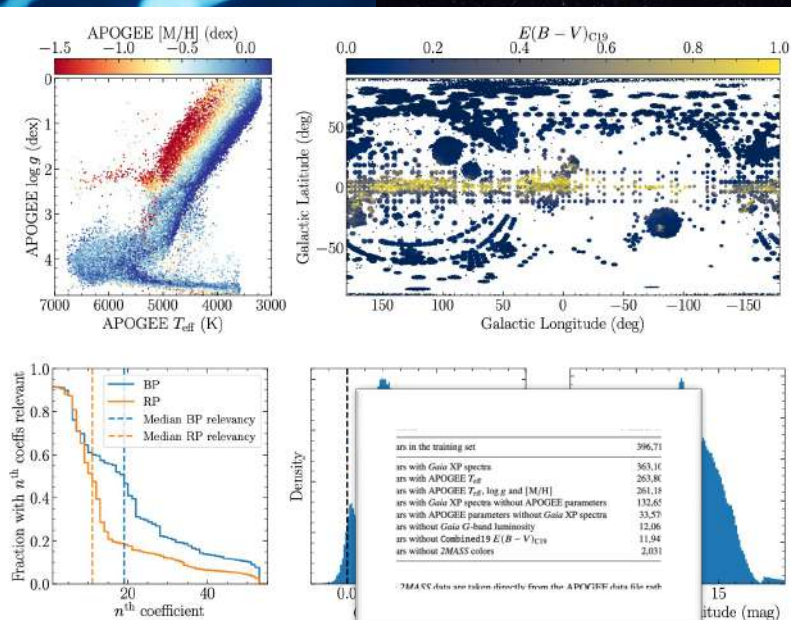 APOGEE [M/H] (dex)
−1.5 −1.0 −0.5 0.0
E(B − V)C19
0.0 0.2 0.4 0.6 0.8 1.0
APOGEE log g (dex)
0
1
2
3
4
7000 6000 5000 4000 3000
APOGEE Teff (K)
Galactic Latitude (deg)
50
0
−50
150 100 50 0 −50 −100 −150
Galactic Longitude (deg)
Fraction with nth coeffs relevant
1.0
0.8
0.6
0.4
0.2
0.0
BP
RP
Median BP relevancy
Median RP relevancy
0 20 40
nth coefficient
Density
0.0
15
(mag)
ars in the training set 396,71
ars with Gaia XP spectra 363,10
ars with APOGEE Teff 263,80
ars with APOGEE Teff, log g and [M/H] 261,18
ars with Gaia XP spectra without APOGEE parameters 132,65
ars with APOGEE parameters without Gaia XP spectra 33,57
ars without Gaia G-band luminosity 12,06
ars without Combined19 E(B − V)C19 11,94
ars without 2MASS colors 2,031
2MASS data are taken directly from the APOGEE data file